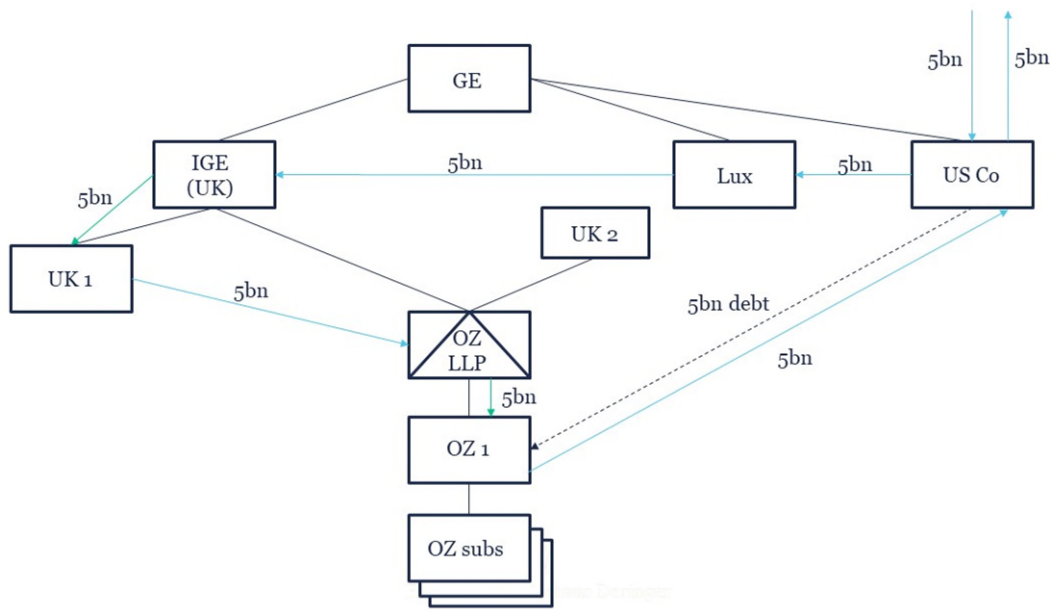 5bn
5bn
GE
IGE
(UK)
5bn
Lux
5bn
US Co
5bn
UK 2
UK 1
5bn
5bn debt
OZ
LLP
5bn
5bn
OZ 1
OZ subs